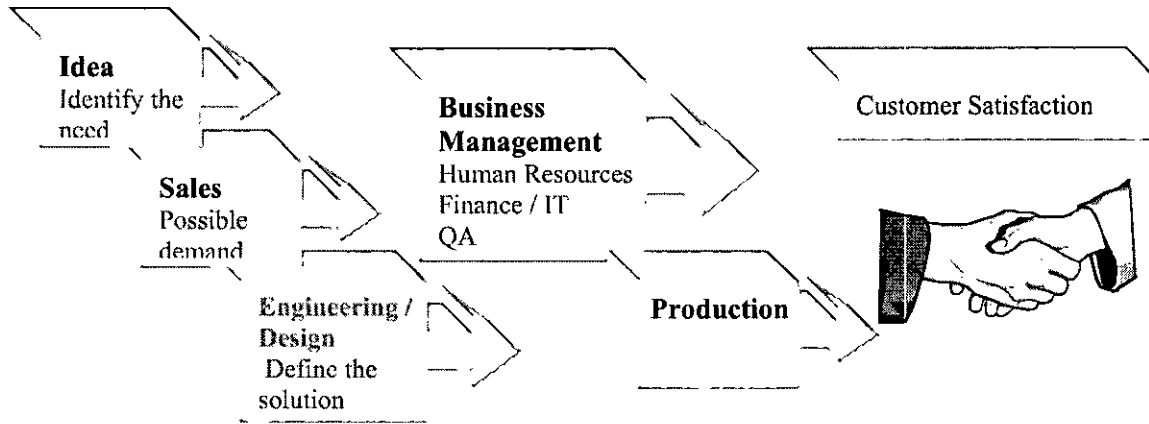 Idea
Identify the
need
Sales
Possible
demand
Engineering /
Design
Define the
solution
Business
Management
Human Resources
Finance / IT
QA
Production
Customer Satisfaction